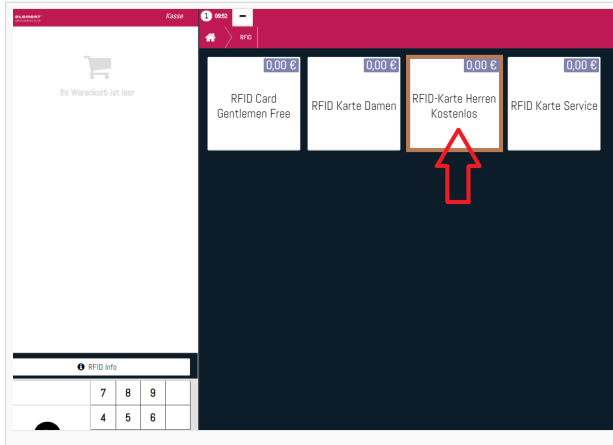 ELEMENT
Kasse
1 09:52
RFID
Ihr Warenkorb ist leer
0,00 €
RFID Card
Gentlemen Free
0,00 €
RFID Karte Damen
0,00 €
RFID-Karte Herren
Kostenlos
0,00 €
RFID Karte Service
RFID Info
7 8 9
4 5 6